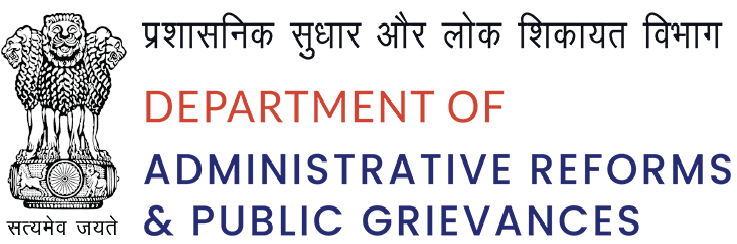 प्रशासनिक सुधार और लोक शिकायत विभाग
DEPARTMENT OF
ADMINISTRATIVE REFORMS
& PUBLIC GRIEVANCES
सत्यमेव जयते